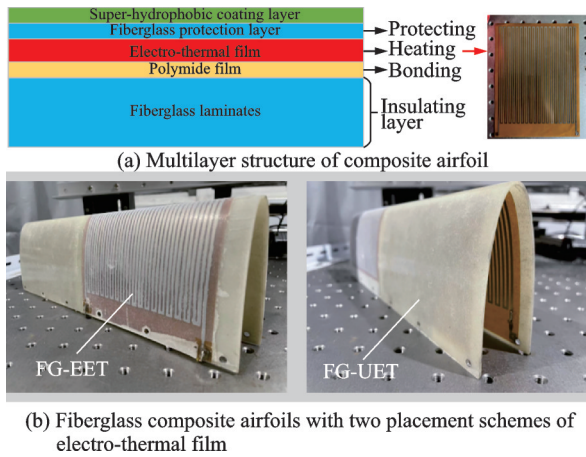 Super-hydrophobic coating layer
Fiberglass protection layer
Protecting
Electro-thermal film
Heating
Polymide film
Bonding
Fiberglass laminates
Insulating
layer
(a) Multilayer structure of composite airfoil
FG-EET
FG-UET
(b) Fiberglass composite airfoils with two placement schemes of
electro-thermal film